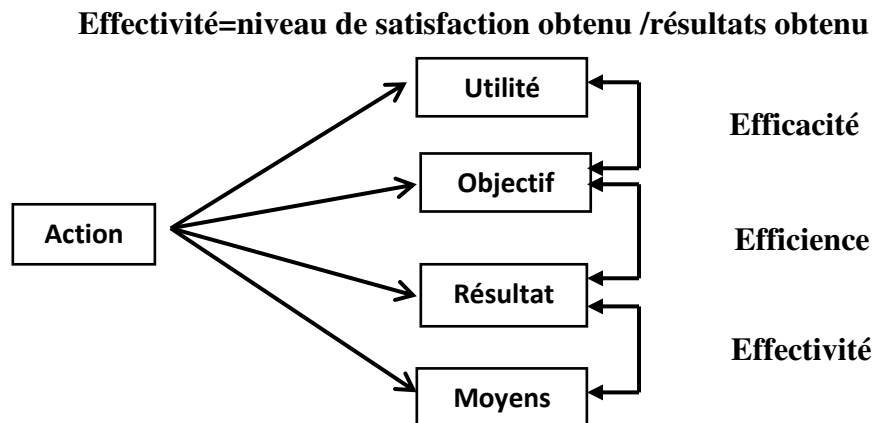 Effectivité=niveau de satisfaction obtenu /résultats obtenu
Utilité
Efficacité
Objectif
Action
Efficience
Résultat
Effectivité
Moyens